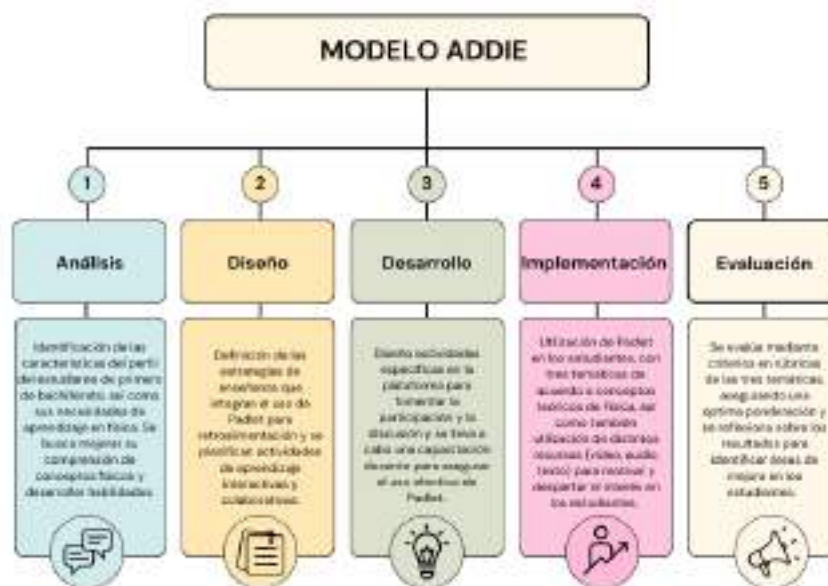 MODELO ADDIE
1
2
3
4
5
Análisis
Diseño
Desarrollo
Implementación
Evaluación
Identificación de las
características del perfil
del estudiante de primero
de bachillerato, así como
sus necesidades de
aprendizaje en física. Se
busca mejorar su
comprensión de
conceptos físicos y
desarrollar habilidades.
Definición de las
estrategias de
enseñanza que
integran el uso de
Padlet para
retroalimentación y se
planifican actividades
de aprendizaje
interactivas y
colaborativas.
Diseño actividades
específicas en la
plataforma para
fomentar la
participación y la
discusión y se lleva a
cabo una capacitación
docente para asegurar
el uso efectivo de
Padlet.
Utilización de Padlet
en los estudiantes, con
tres temáticas de
acuerdo a conceptos
teóricos de física, así
como también
utilización de distintos
recursos (video, audio,
texto) para motivar y
despertar el interés en
los estudiantes.
Se evalúa mediante
criterios en rúbricas
de las tres temáticas,
asegurando una
óptima ponderación y
se reflexiona sobre los
resultados para
identificar áreas de
mejora en los
estudiantes.